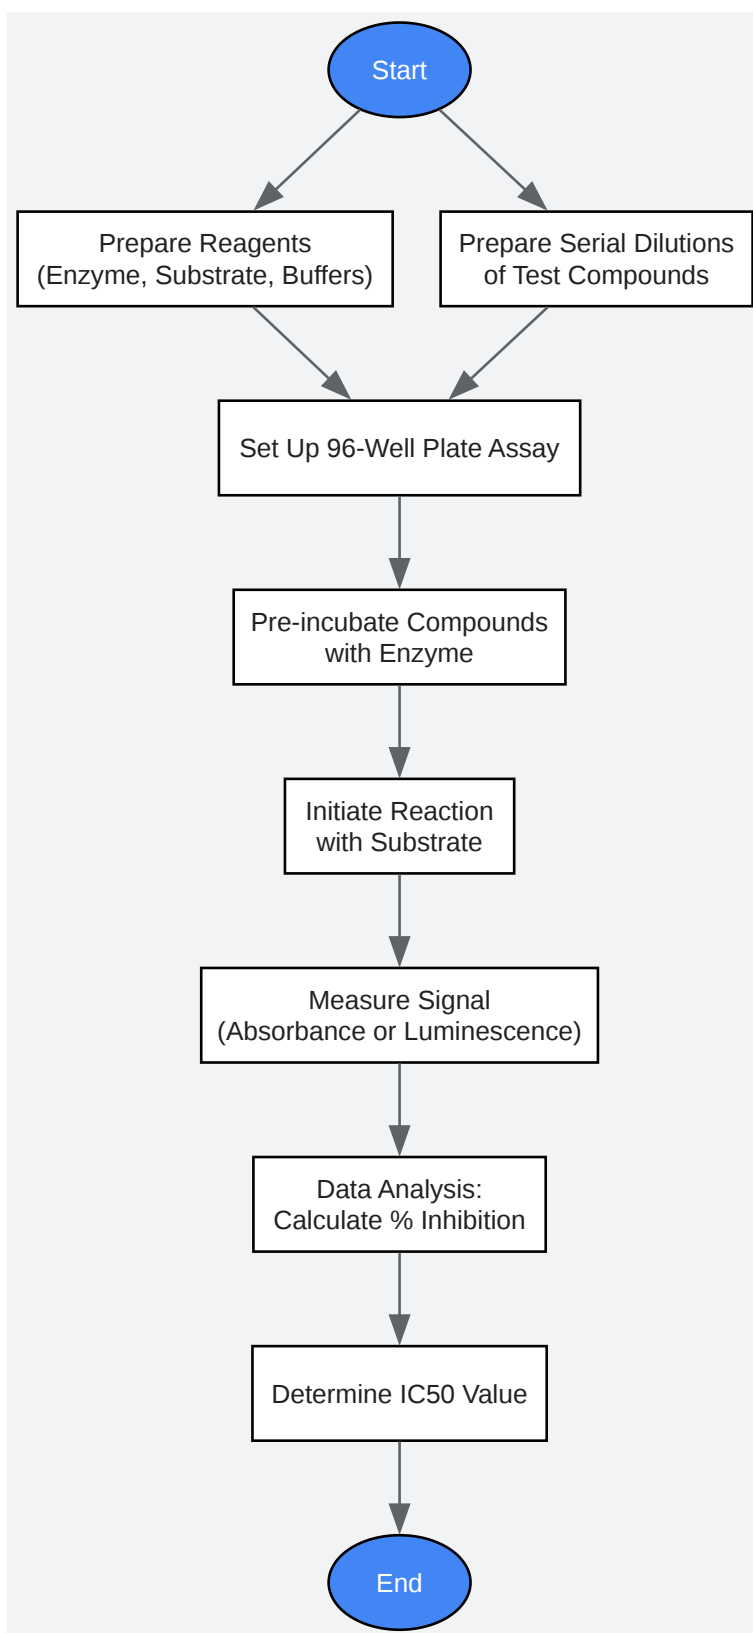 Start
Prepare Reagents
(Enzyme, Substrate, Buffers)
Prepare Serial Dilutions
of Test Compounds
Set Up 96-Well Plate Assay
Pre-incubate Compounds
with Enzyme
Initiate Reaction
with Substrate
Measure Signal
(Absorbance or Luminescence)
Data Analysis:
Calculate % Inhibition
Determine IC50 Value
End